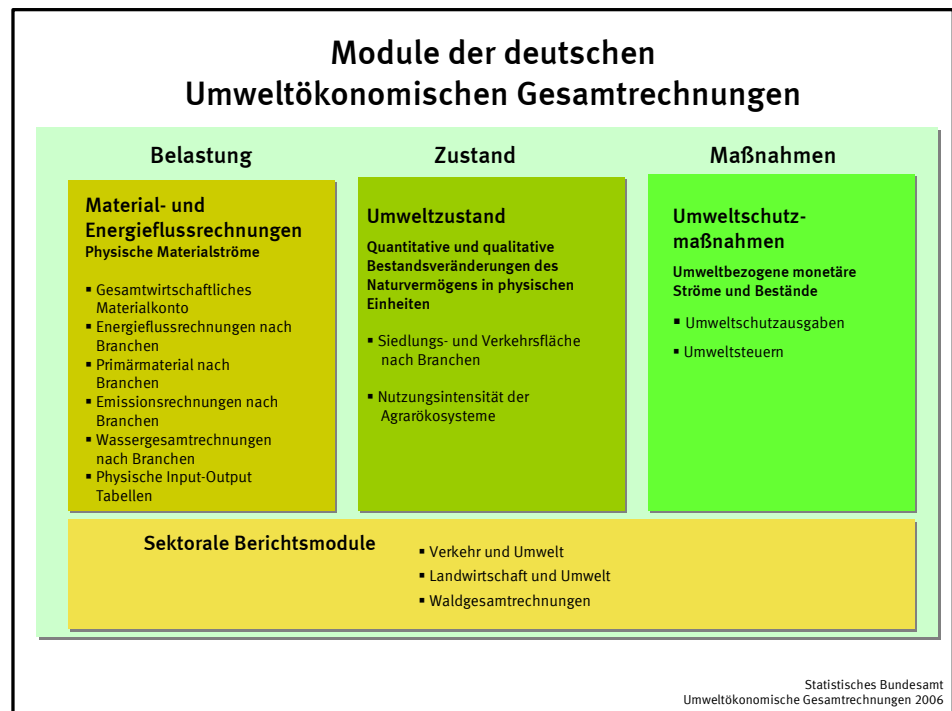 Module der deutschen
Umweltökonomischen Gesamtrechnungen
Belastung
Material- und
Energieflussrechnungen
Physische Materialströme
▪ Gesamtwirtschaftliches
Materialkonto
▪ Energieflussrechnungen nach
Branchen
▪ Primärmaterial nach
Branchen
▪ Emissionsrechnungen nach
Branchen
▪ Wassergesamtrechnungen
nach Branchen
▪ Physische Input-Output
Tabellen
Zustand
Umweltzustand
Quantitative und qualitative
Bestandsveränderungen des
Naturvermögens in physischen
Einheiten
▪ Siedlungs- und Verkehrsfläche
nach Branchen
▪ Nutzungsintensität der
Agrarökosysteme
Maßnahmen
Umweltschutz-
maßnahmen
Umweltbezogene monetäre
Ströme und Bestände
▪ Umweltschutzausgaben
▪ Umweltsteuern
Sektorale Berichtsmodule
▪ Verkehr und Umwelt
▪ Landwirtschaft und Umwelt
▪ Waldgesamtrechnungen
Statistisches Bundesamt
Umweltökonomische Gesamtrechnungen 2006